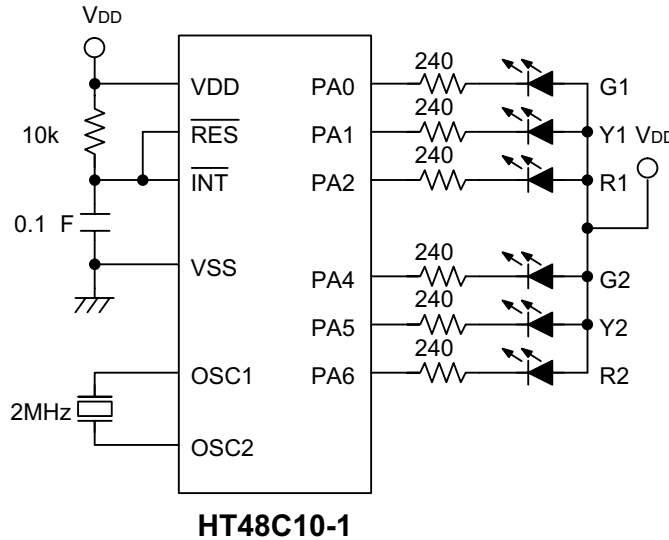 VDD
VDD
RES
INT
VSS
OSC1
OSC2
10k
0.1 F
2MHz
PA0
PA1
PA2
PA4
PA5
PA6
240
240
240
240
240
240
G1
Y1
R1
G2
Y2
R2
VDD
HT48C10-1